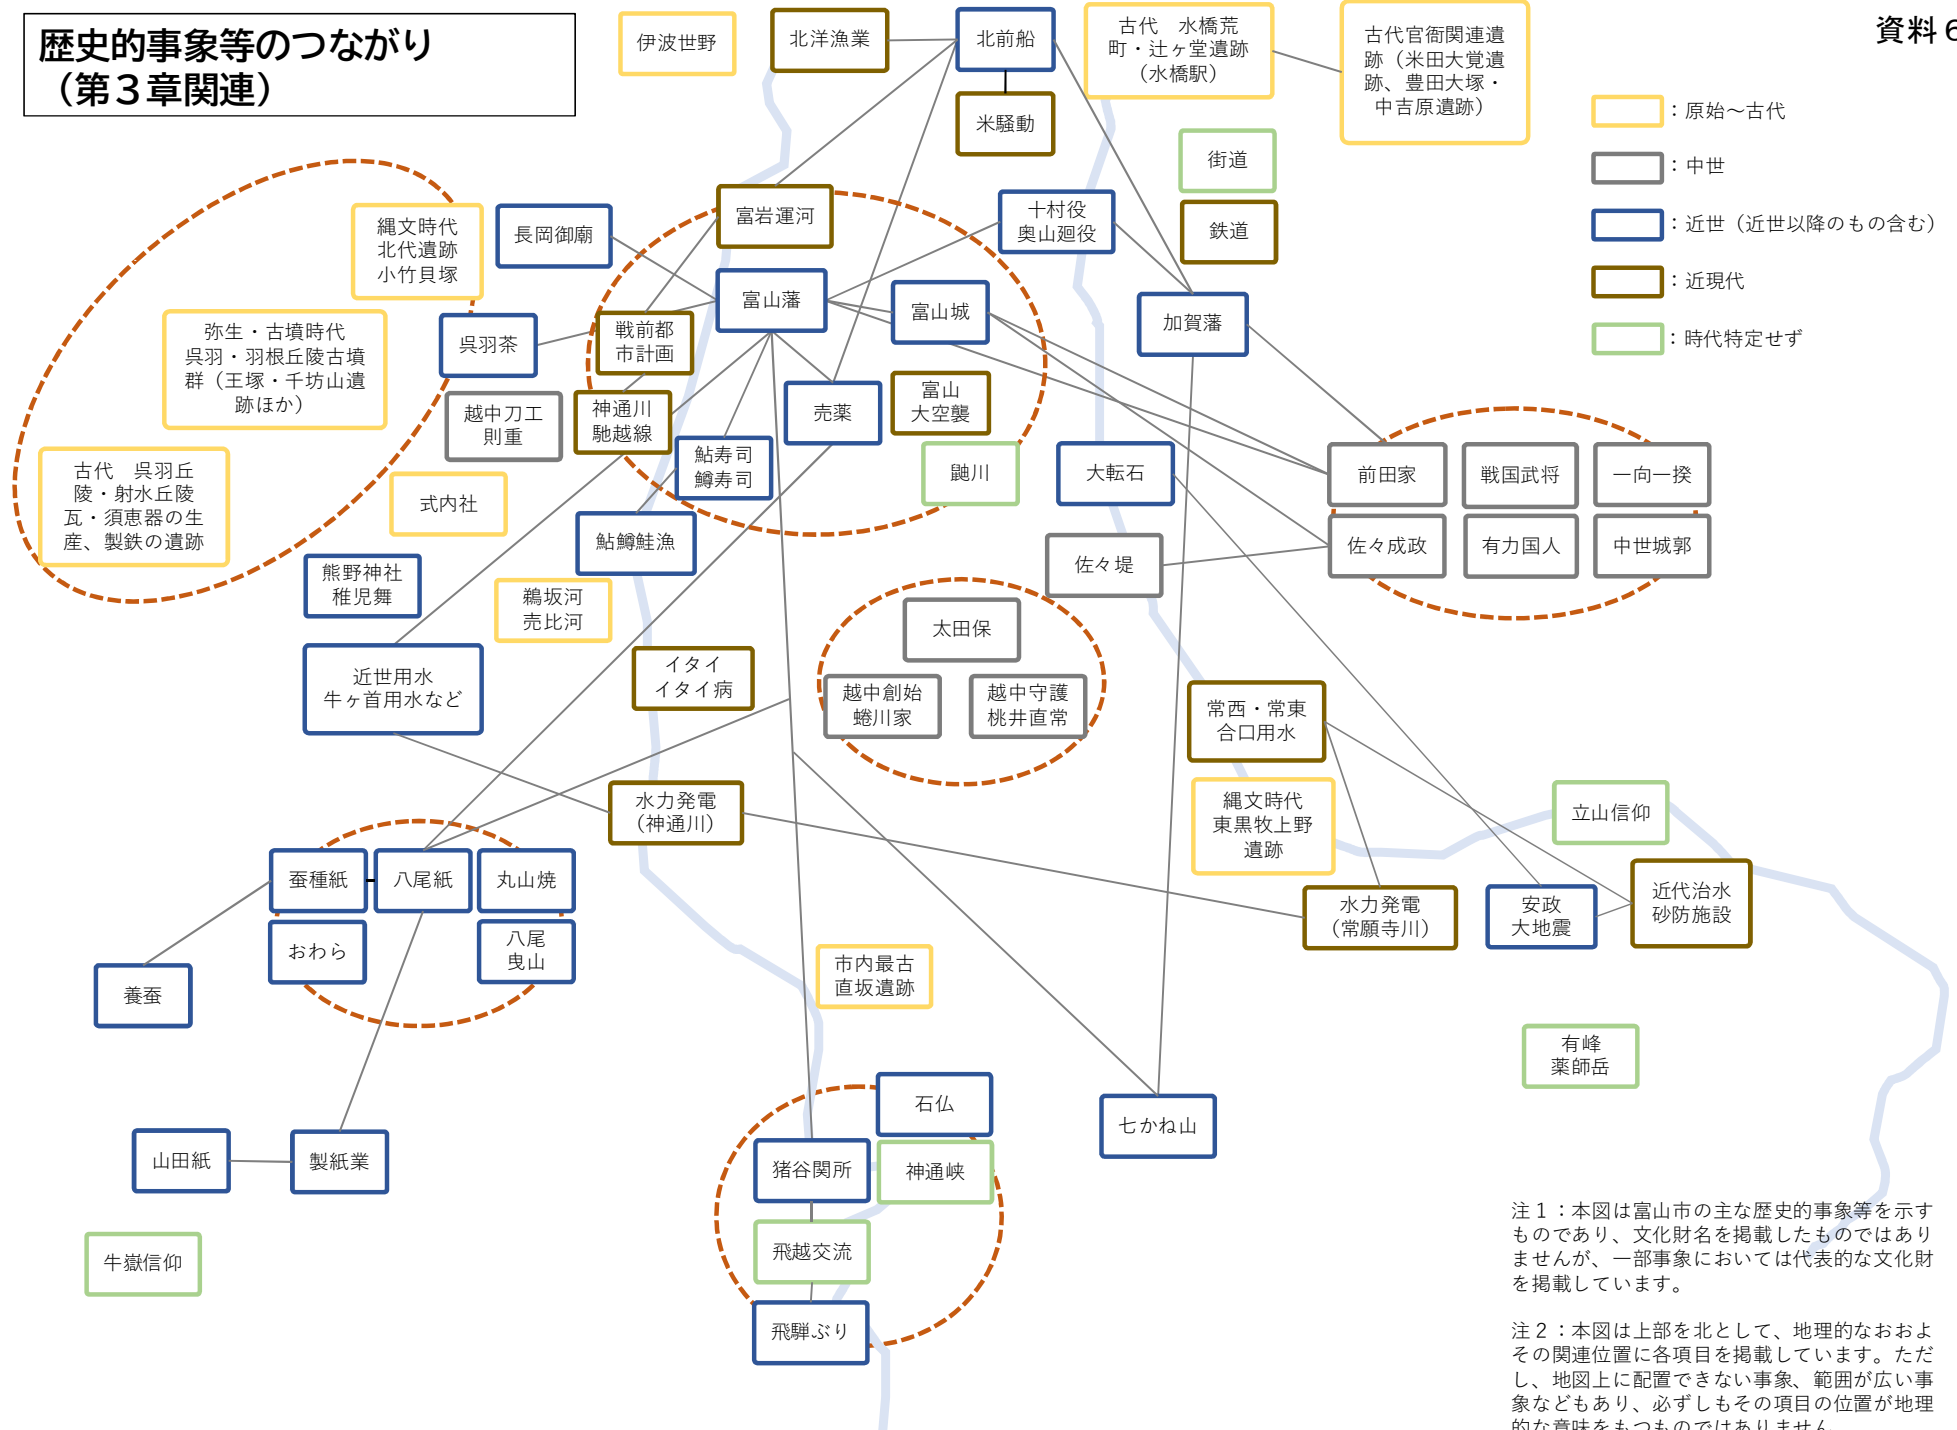 歴史的事象等のつながり
（第３章関連）
資料６
伊波世野
北洋漁業
北前船
米騒動
古代　水橋荒
町・辻ヶ堂遺跡
（水橋駅）
古代官衙関連遺
跡（米田大覚遺
跡、豊田大塚・
中吉原遺跡）
：原始～古代
：中世
：近世（近世以降のもの含む）
：近現代
：時代特定せず
街道
鉄道
縄文時代
北代遺跡
小竹貝塚
長岡御廟
富岩運河
十村役
奥山廻役
富山藩
富山城
加賀藩
弥生・古墳時代
呉羽・羽根丘陵古墳
群（王塚・千坊山遺
跡ほか）
呉羽茶
戦前都
市計画
越中刀工
則重
神通川
馳越線
売薬
富山
大空襲
鮎寿司
鱒寿司
鼬川
大転石
前田家
戦国武将
一向一揆
古代　呉羽丘
陵・射水丘陵
瓦・須恵器の生
産、製鉄の遺跡
式内社
鮎鱒鮭漁
佐々堤
佐々成政
有力国人
中世城郭
熊野神社
稚児舞
鵜坂河
売比河
太田保
近世用水
牛ヶ首用水など
イタイ
イタイ病
越中創始
蜷川家
越中守護
桃井直常
常西・常東
合口用水
水力発電
（神通川）
縄文時代
東黒牧上野
遺跡
立山信仰
蚕種紙
八尾紙
丸山焼
おわら
八尾
曳山
水力発電
（常願寺川）
安政
大地震
近代治水
砂防施設
養蚕
市内最古
直坂遺跡
有峰
薬師岳
石仏
七かね山
山田紙
製紙業
猪谷関所
神通峡
牛嶽信仰
飛越交流
飛騨ぶり
注１：本図は富山市の主な歴史的事象等を示す
ものであり、文化財名を掲載したものではあり
ませんが、一部事象においては代表的な文化財
を掲載しています。
注２：本図は上部を北として、地理的なおおよ
その関連位置に各項目を掲載しています。ただ
し、地図上に配置できない事象、範囲が広い事
象などもあり、必ずしもその項目の位置が地理
的な意味をもつものではありません。